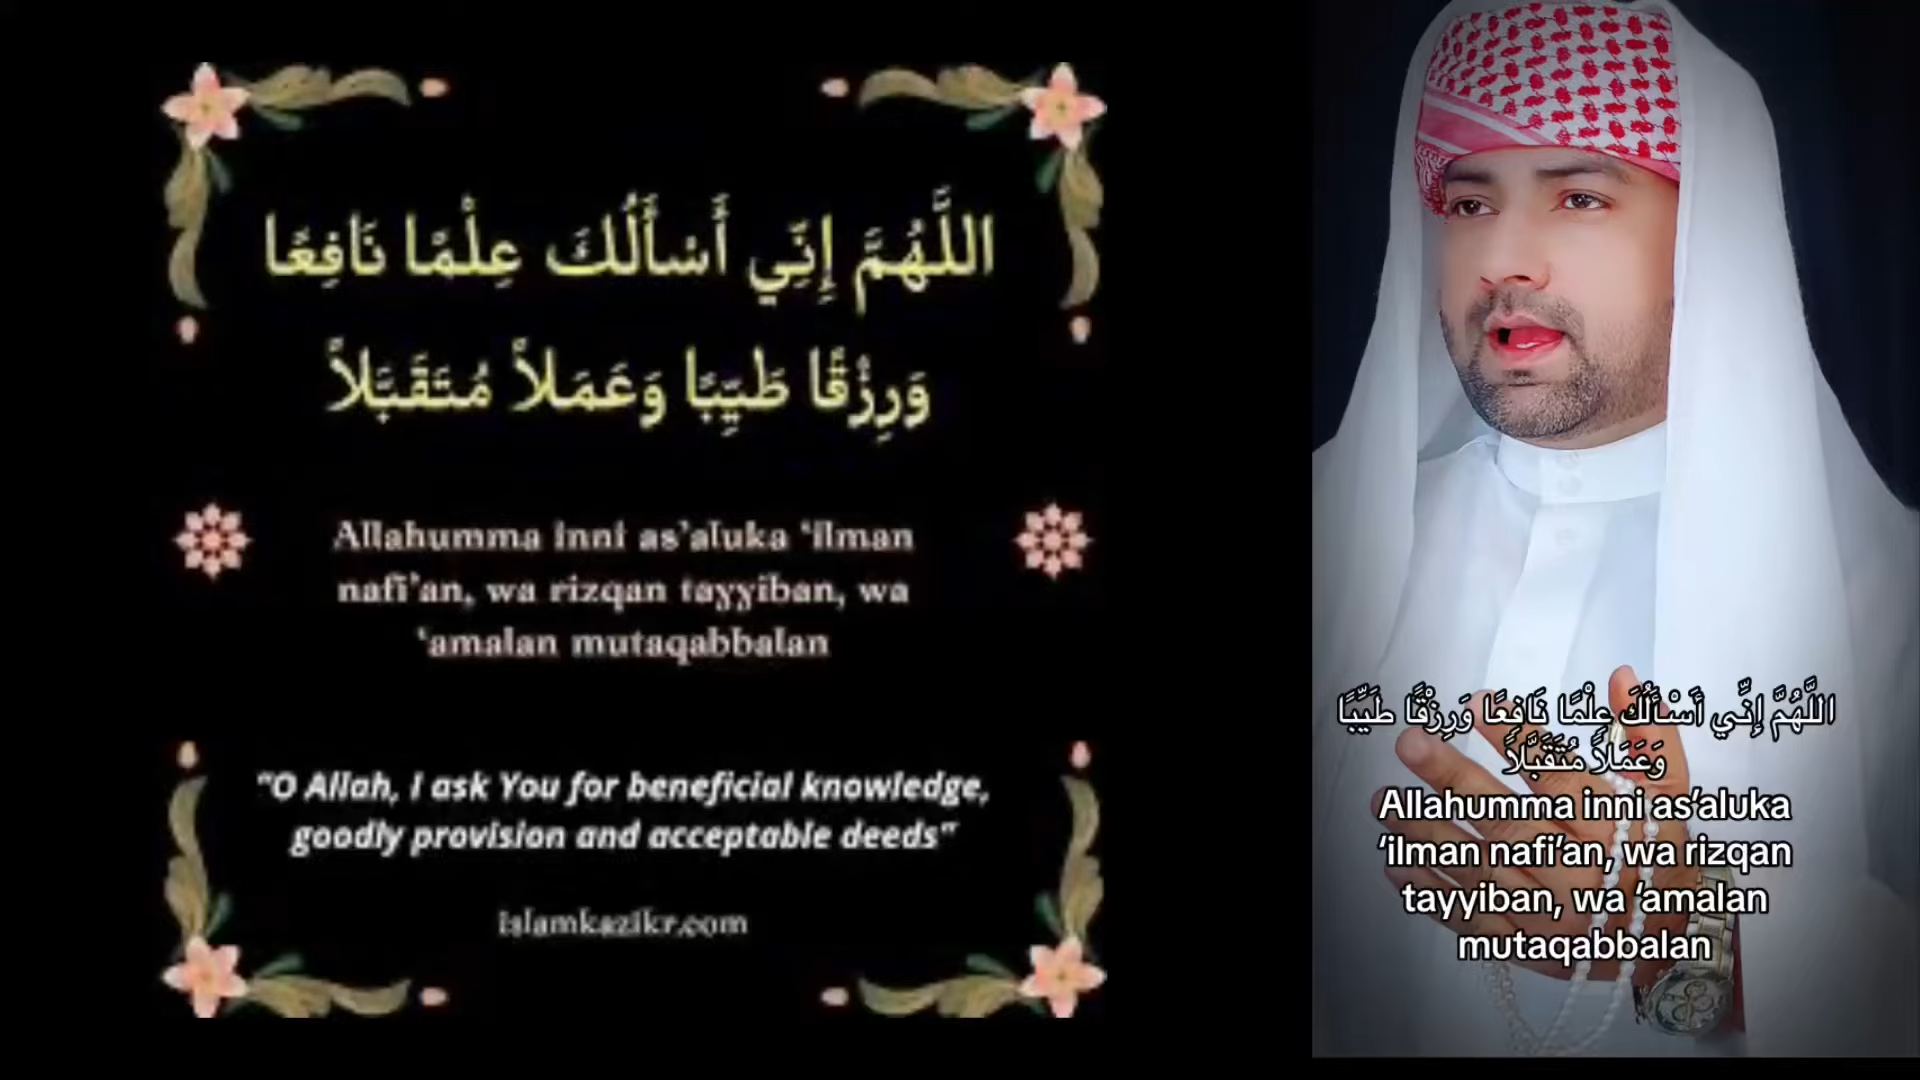 اللَّهُمَّ إِنِّي أَسْأَلُكَ عِلْمًا نَافِعًا
وَرِزْقًا طَيِّبًا وَعَمَلاً مُتَقَبَّلاً
Allahumma inni as’aluka ‘ilman
nafi’an, wa rizqan tayyiban, wa
‘amalan mutaqabbalan
"O Allah, I ask You for beneficial knowledge,
goodly provision and acceptable deeds"
islamkazikr.com
اللَّهُمَّ إِنِّي أَسْأَلُكَ عِلْمًا نَافِعًا وَرِزْقًا طَيِّبًا
وَعَمَلاً مُتَقَبَّلاً
Allahumma inni as’aluka
‘ilman nafi’an, wa rizqan
tayyiban, wa ‘amalan
mutaqabbalan